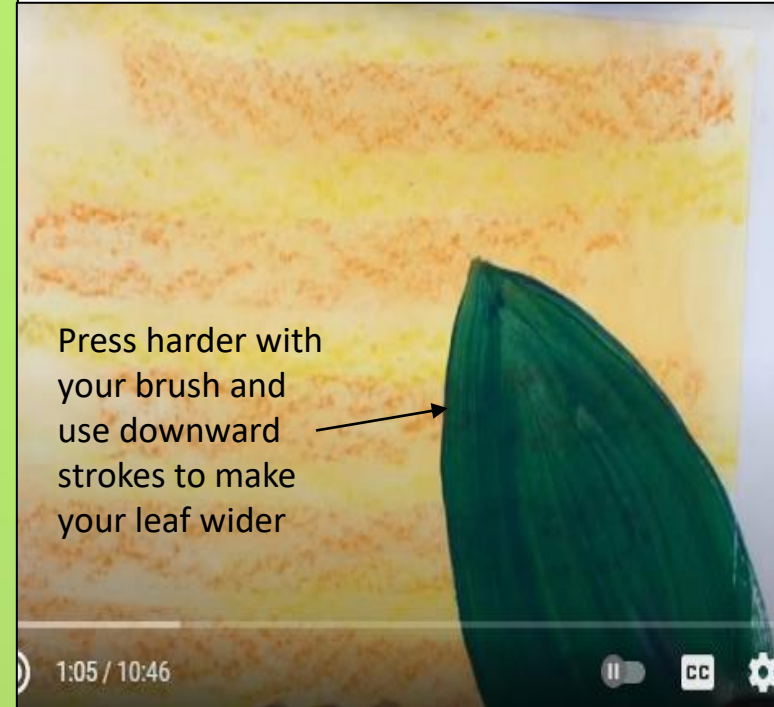 Press harder with
your brush and
use downward
strokes to make
your leaf wider
1:05 / 10:46
CC